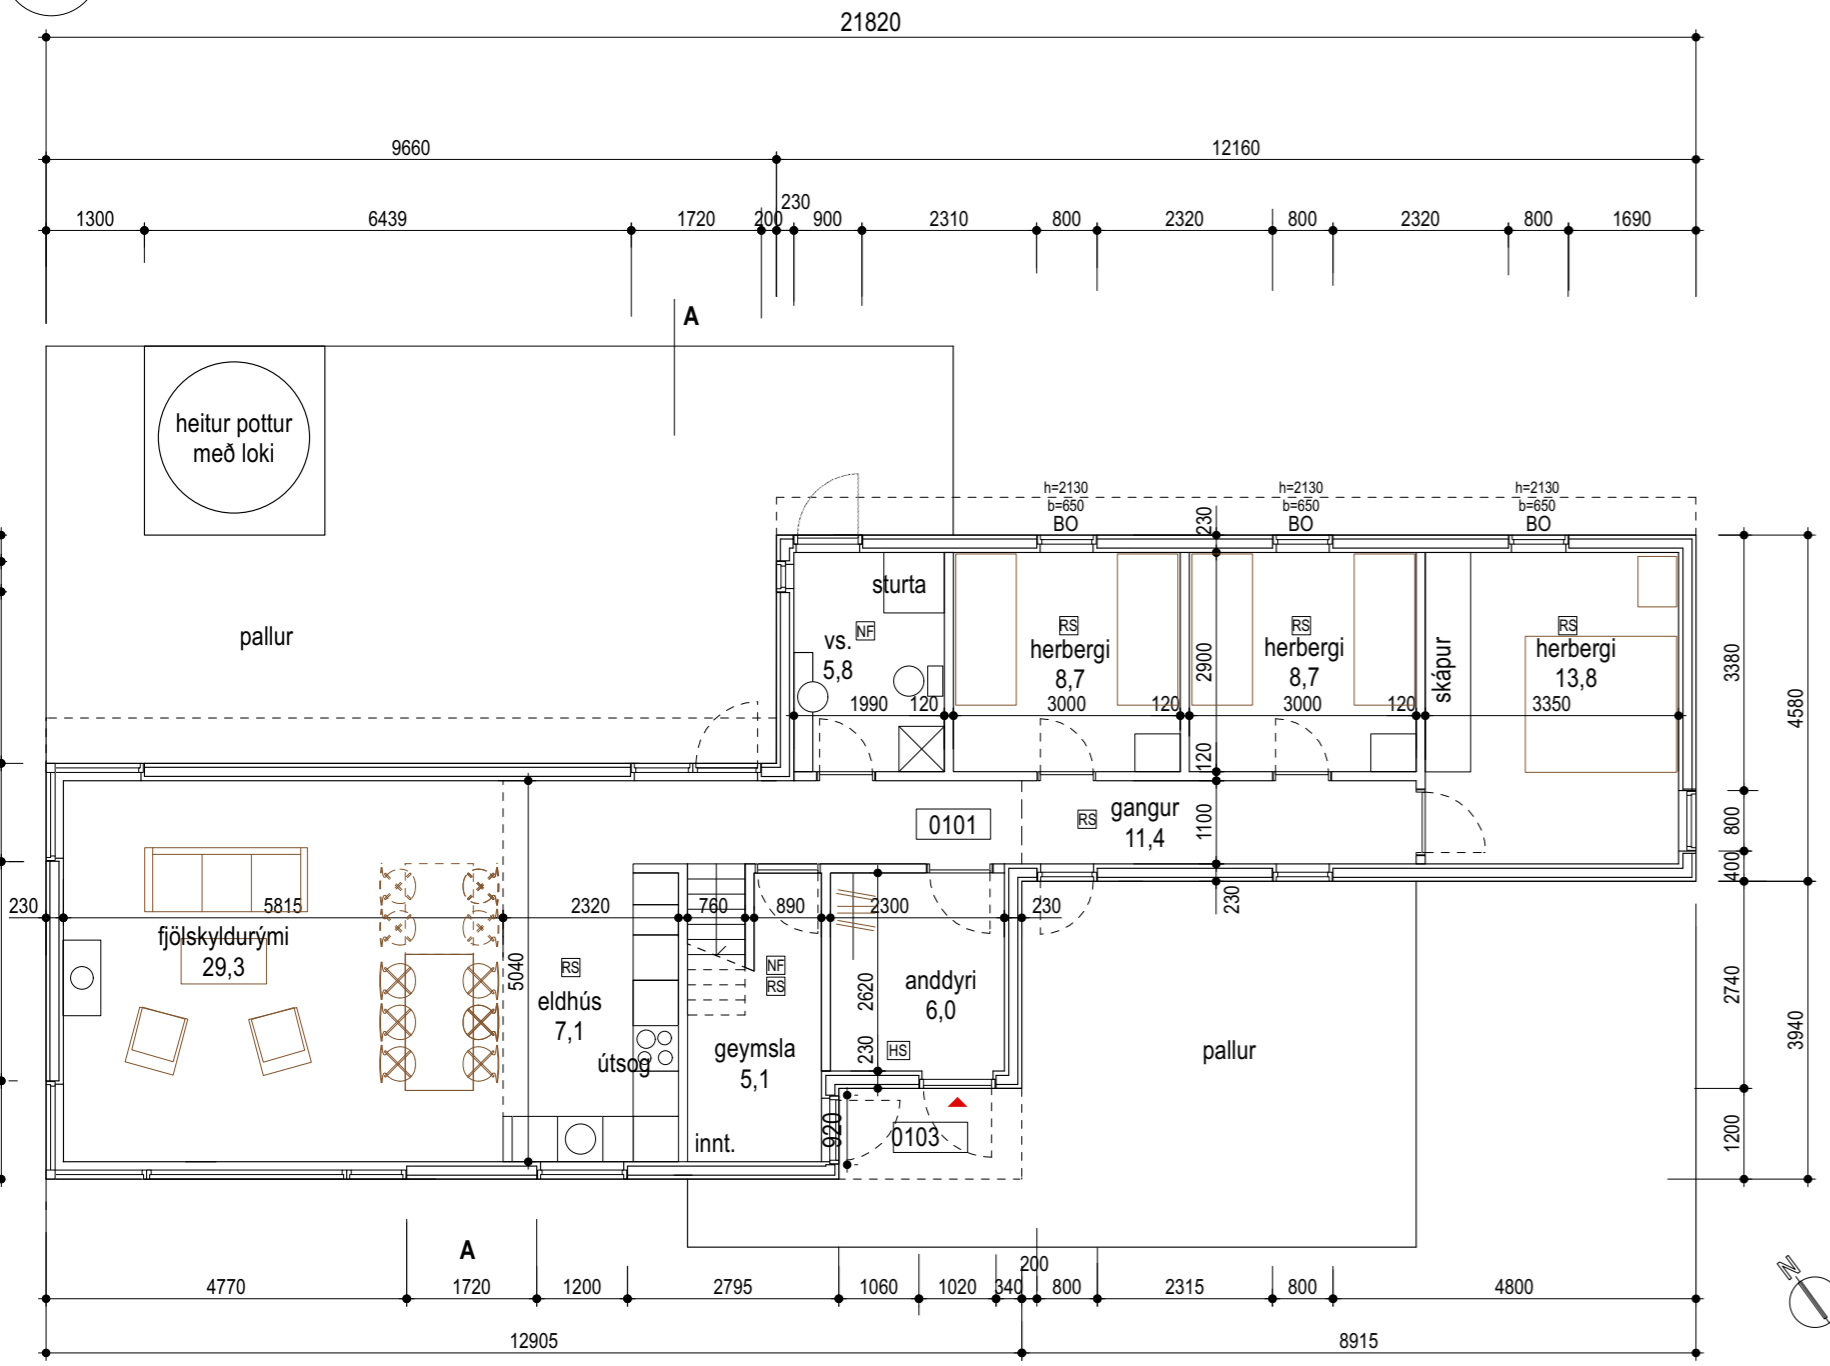 21820
9660
12160
1300
6439
1720
200
230
900
2310
800
2320
800
2320
800
1690
A
heitur pottur
með loki
pallur
h=2130
b=650
BO
h=2130
b=650
BO
h=2130
b=650
BO
230
sturta
vs.
5,8
NF
RS
herbergi
8,7
RS
herbergi
8,7
skápur
RS
herbergi
13,8
2900
1990
120
3000
120
3000
120
3350
120
3380
4580
0101
RS
gangur
11,4
1100
800
400
230
5815
2320
760
890
2300
230
230
fjölskyldurými
29,3
5040
RS
eldhús
7,1
útsog
NF
RS
geymsla
5,1
innt.
2620
anddyri
6,0
230
HS
pallur
2740
3940
920
0103
1200
A
4770
1720
1200
2795
1060
1020
340
200
800
2315
800
4800
12905
8915
N